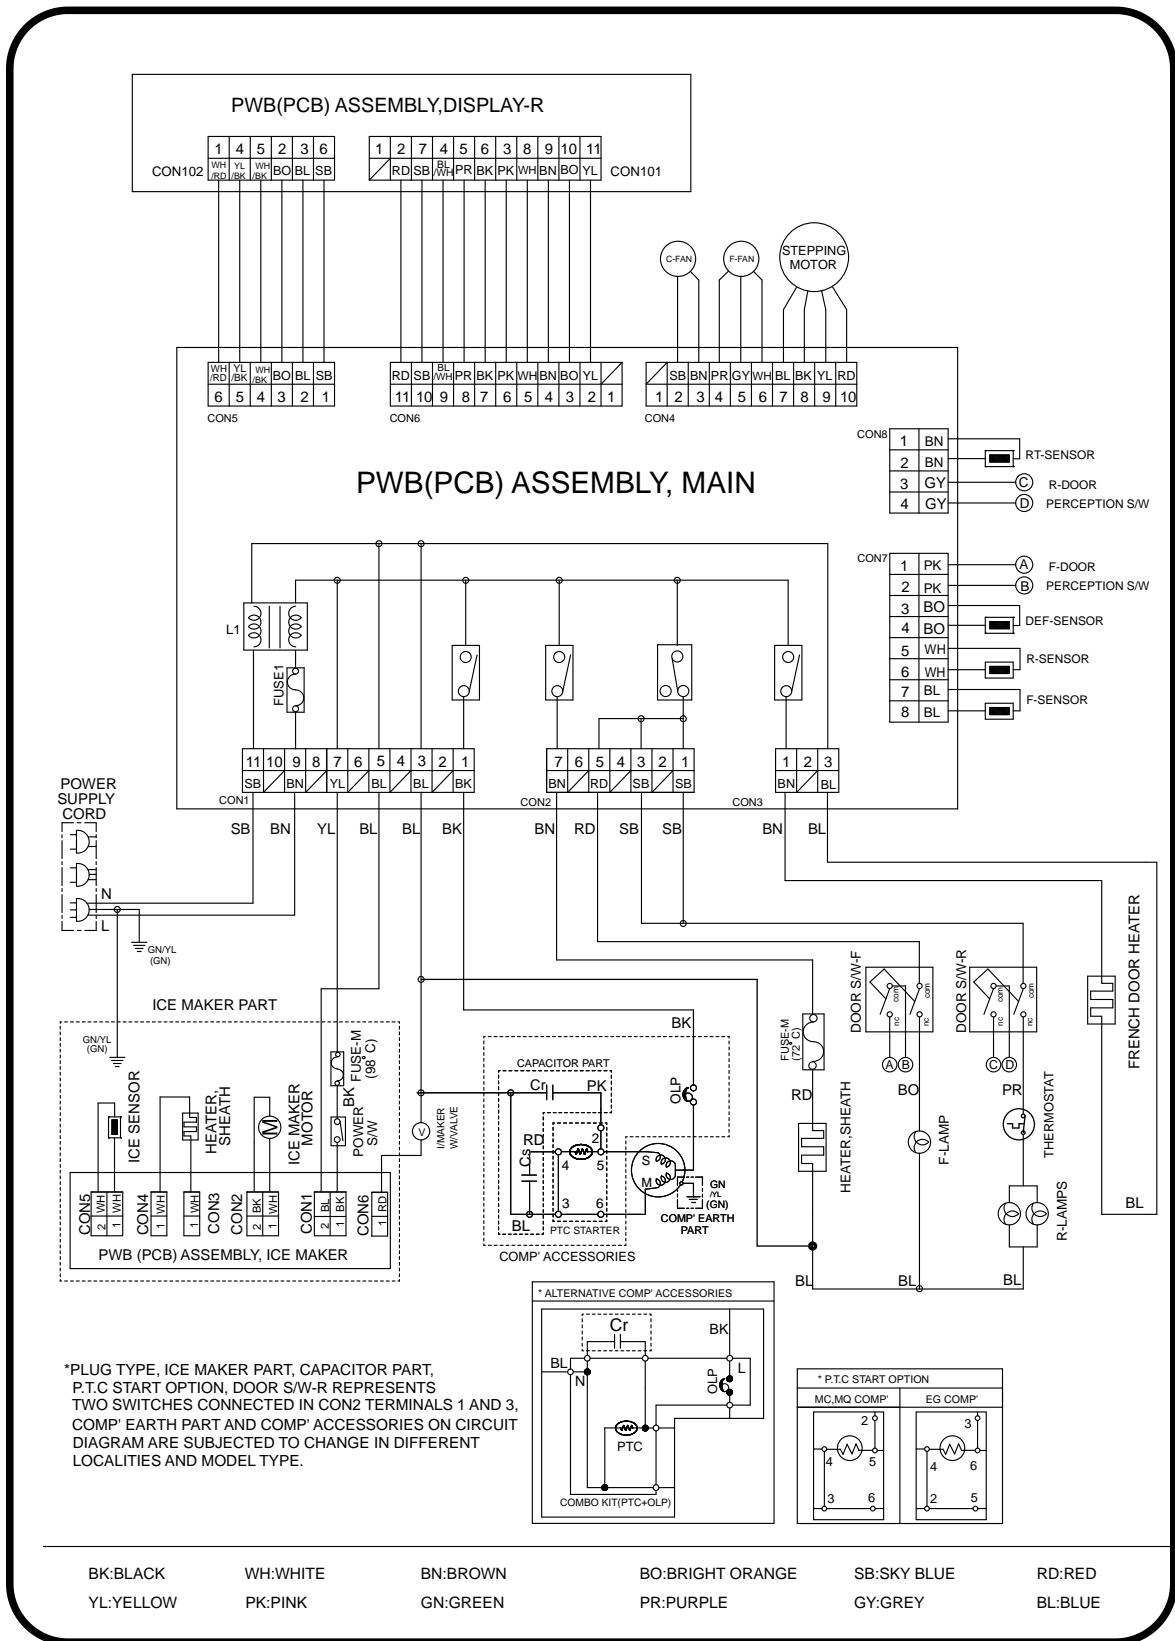 PWB(PCB) ASSEMBLY,DISPLAY-R
1 4 5 2 3 6
CON102 WH/RD YL/BK WH/BK BO BL SB
1 2 7 4 5 6 3 8 9 10 11
RD SB BL/WH PR BK PK WH BN BO YL CON101
C-FAN
F-FAN
STEPPING
MOTOR
WH/RD YL/BK WH/BK BO BL SB
6 5 4 3 2 1
CON5
RD SB BL/WH PR BK PK WH BN BO YL
11 10 9 8 7 6 5 4 3 2 1
CON6
SB BN PR GY WH BL BK YL RD
1 2 3 4 5 6 7 8 9 10
CON4
PWB(PCB) ASSEMBLY, MAIN
CON8
1 BN
2 BN RT-SENSOR
3 GY C R-DOOR
4 GY D PERCEPTION S/W
CON7
1 PK A F-DOOR
2 PK B PERCEPTION S/W
3 BO
4 BO DEF-SENSOR
5 WH
6 WH R-SENSOR
7 BL
8 BL F-SENSOR
L1
FUSE1
11 10 9 8 7 6 5 4 3 2 1
SB BN YL BL BL BK
CON1
7 6 5 4 3 2 1
BN RD SB SB
CON2
1 2 3
BN BL
CON3
SB BN YL BL BL BK BN RD SB SB BN BL
POWER
SUPPLY
CORD
N
L
GN/YL
(GN)
ICE MAKER PART
GN/YL
(GN)
ICE SENSOR
HEATER,
SHEATH
M
ICE MAKER
MOTOR
FUSE-M
(98°C)
BK
POWER
S/W
V
I/MAKER
W/VALVE
CON5 2 WH 1 WH
CON4 1 WH
CON3 1 WH
CON2 2 BK 1 WH
CON1 2 BL 1 BK
CON6 1 RD
PWB (PCB) ASSEMBLY, ICE MAKER
CAPACITOR PART
Cr PK
RD
Cs
BL
2
4 5
3 6
PTC STARTER
COMP' ACCESSORIES
BK
OLP
S
M
GN
/YL
(GN)
COMP' EARTH
PART
FUSE-M
(72°C)
RD
HEATER,SHEATH
BL
DOOR S/W-F
com com
nc nc
A B
BO
F-LAMP
BL
DOOR S/W-R
com com
nc nc
C D
PR
THERMOSTAT
R-LAMPS
BL
FRENCH DOOR HEATER
BL
* ALTERNATIVE COMP' ACCESSORIES
Cr
BK
BL
N
OLP
L
PTC
COMBO KIT(PTC+OLP)
* P.T.C START OPTION
MC,MQ COMP' EG COMP'
2
4 5
3 6
3
4 6
2 5
*PLUG TYPE, ICE MAKER PART, CAPACITOR PART,
P.T.C START OPTION, DOOR S/W-R REPRESENTS
TWO SWITCHES CONNECTED IN CON2 TERMINALS 1 AND 3,
COMP' EARTH PART AND COMP' ACCESSORIES ON CIRCUIT
DIAGRAM ARE SUBJECTED TO CHANGE IN DIFFERENT
LOCALITIES AND MODEL TYPE.
BK:BLACK WH:WHITE BN:BROWN BO:BRIGHT ORANGE SB:SKY BLUE RD:RED
YL:YELLOW PK:PINK GN:GREEN PR:PURPLE GY:GREY BL:BLUE